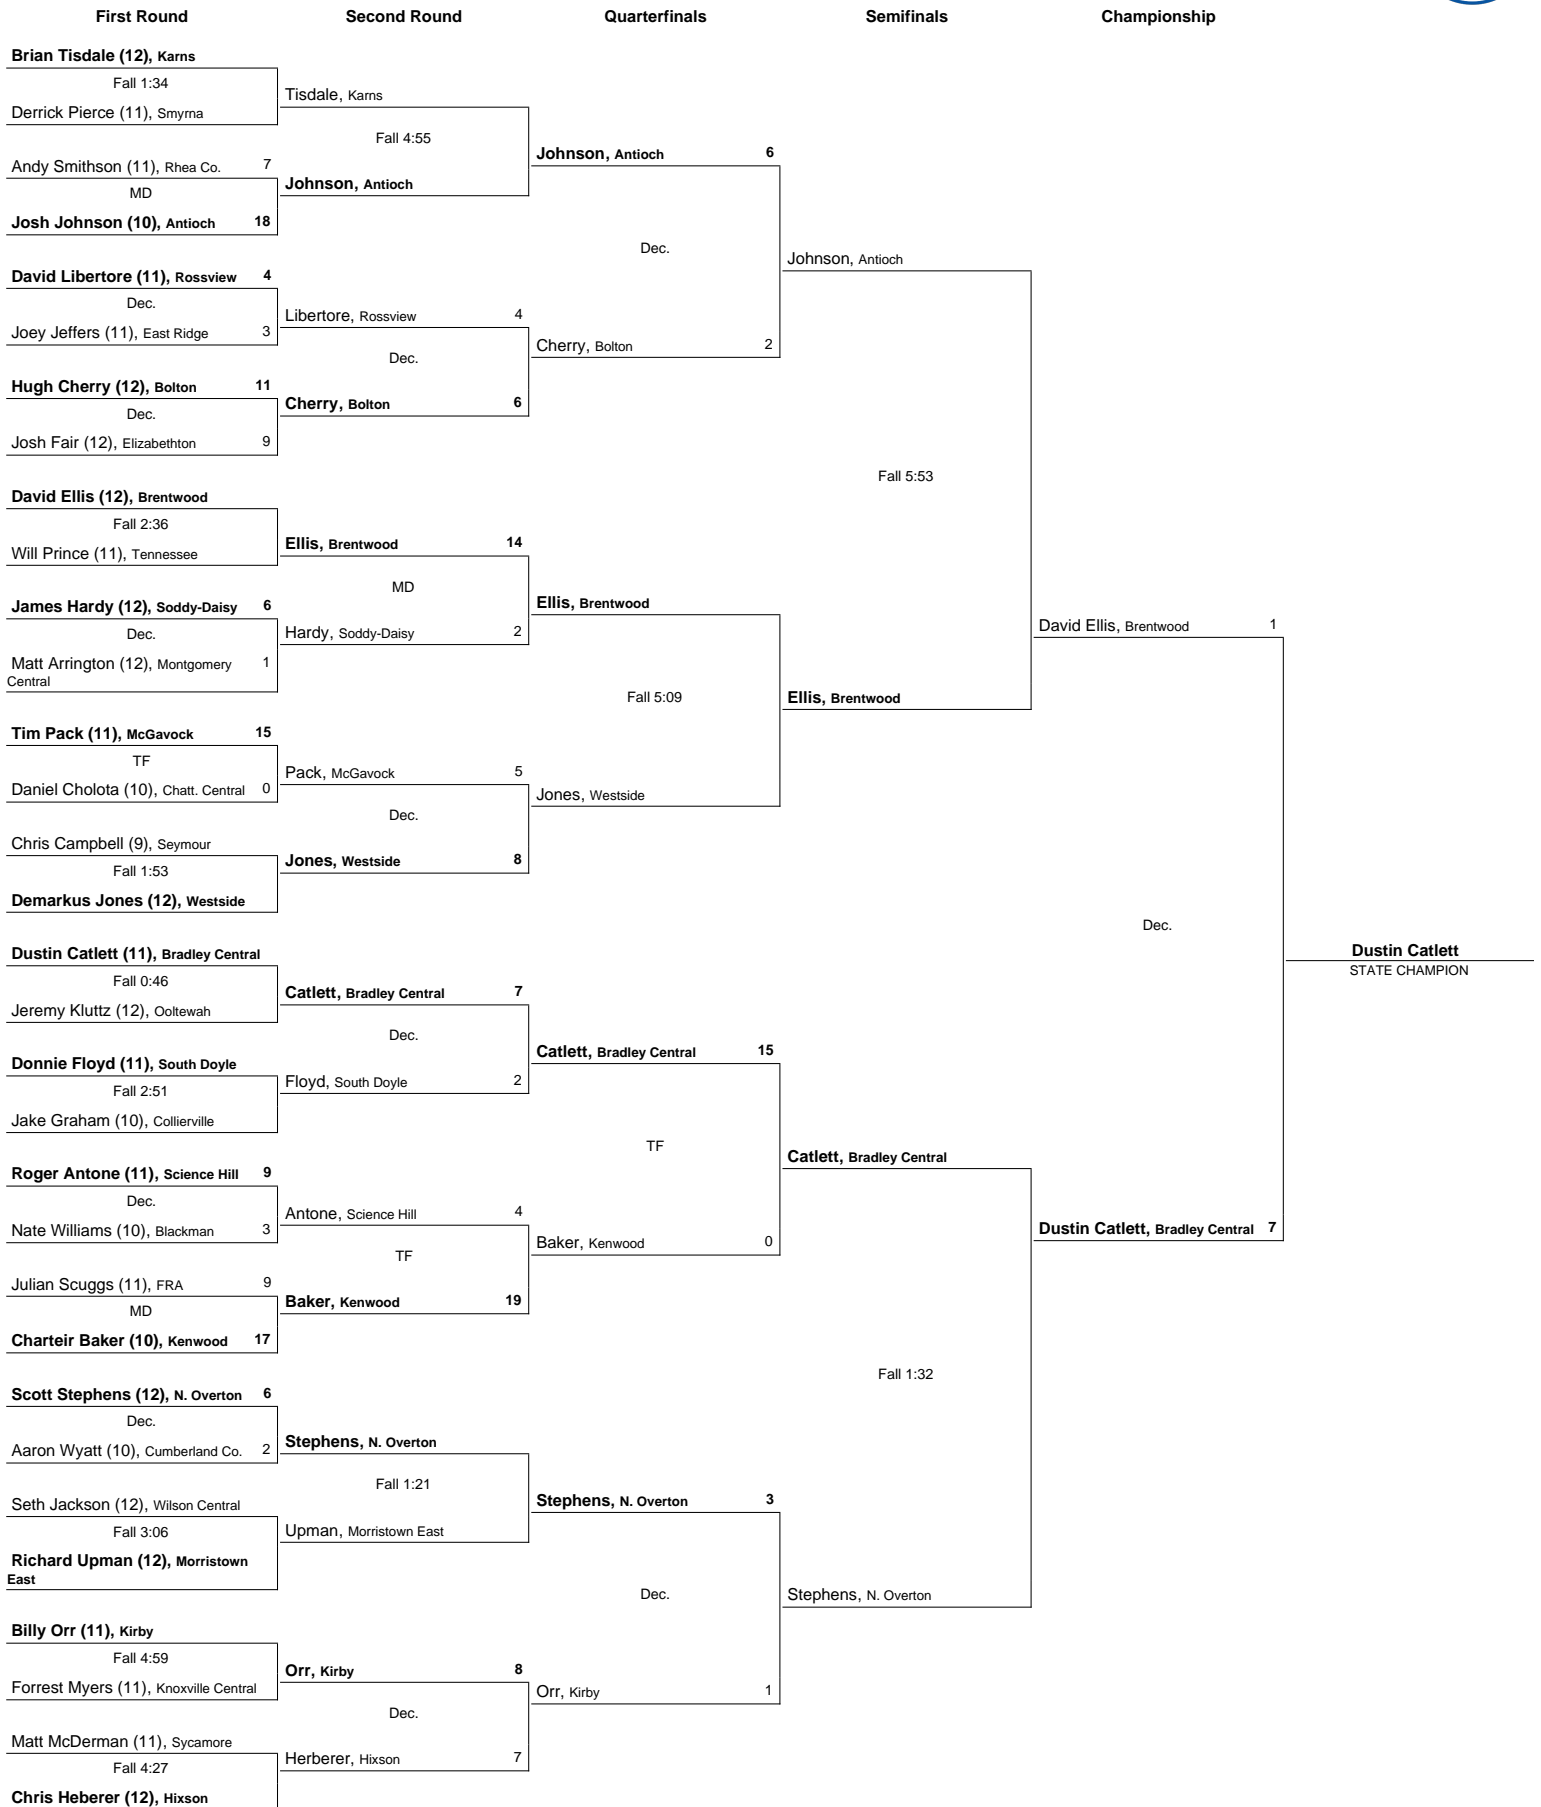 First Round Second Round Quarterfinals Semifinals Championship
Brian Tisdale (12), Karns
Fall 1:34
Derrick Pierce (11), Smyrna
Andy Smithson (11), Rhea Co. 7
MD
Josh Johnson (10), Antioch 18
David Libertore (11), Rossview 4
Dec.
Joey Jeffers (11), East Ridge 3
Hugh Cherry (12), Bolton 11
Dec.
Josh Fair (12), Elizabethton 9
David Ellis (12), Brentwood
Fall 2:36
Will Prince (11), Tennessee
James Hardy (12), Soddy-Daisy 6
Dec.
Matt Arrington (12), Montgomery 1
Central
Tim Pack (11), McGavock 15
TF
Daniel Cholota (10), Chatt. Central 0
Chris Campbell (9), Seymour
Fall 1:53
Demarkus Jones (12), Westside
Dustin Catlett (11), Bradley Central
Fall 0:46
Jeremy Kluttz (12), Ooltewah
Donnie Floyd (11), South Doyle
Fall 2:51
Jake Graham (10), Collierville
Roger Antone (11), Science Hill 9
Dec.
Nate Williams (10), Blackman 3
Julian Scuggs (11), FRA 9
MD
Charteir Baker (10), Kenwood 17
Scott Stephens (12), N. Overton 6
Dec.
Aaron Wyatt (10), Cumberland Co. 2
Seth Jackson (12), Wilson Central
Fall 3:06
Richard Upman (12), Morristown
East
Billy Orr (11), Kirby
Fall 4:59
Forrest Myers (11), Knoxville Central
Matt McDerman (11), Sycamore
Fall 4:27
Chris Heberer (12), Hixson
Tisdale, Karns
Fall 4:55
Johnson, Antioch
Libertore, Rossview 4
Dec.
Cherry, Bolton 6
Ellis, Brentwood 14
MD
Hardy, Soddy-Daisy 2
Pack, McGavock 5
Dec.
Jones, Westside 8
Catlett, Bradley Central 7
Dec.
Floyd, South Doyle 2
Antone, Science Hill 4
TF
Baker, Kenwood 19
Stephens, N. Overton
Fall 1:21
Upman, Morristown East
Orr, Kirby 8
Dec.
Herberer, Hixson 7
Johnson, Antioch 6
Dec.
Cherry, Bolton 2
Ellis, Brentwood
Fall 5:09
Jones, Westside
Catlett, Bradley Central 15
TF
Baker, Kenwood 0
Stephens, N. Overton 3
Dec.
Orr, Kirby 1
Johnson, Antioch
Fall 5:53
Ellis, Brentwood
Catlett, Bradley Central
Fall 1:32
Stephens, N. Overton
David Ellis, Brentwood 1
Dec.
Dustin Catlett, Bradley Central 7
Dustin Catlett
STATE CHAMPION